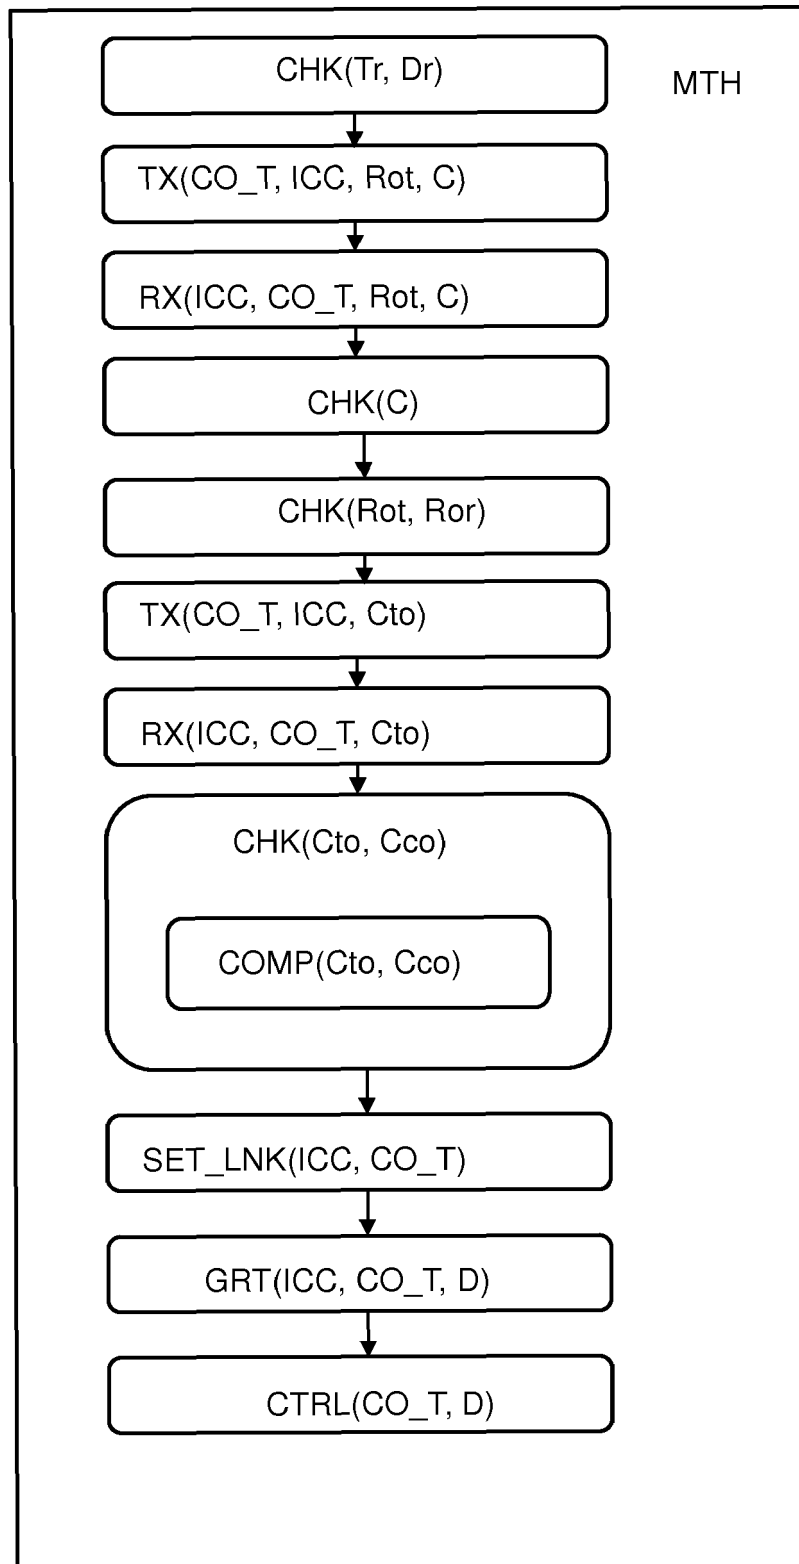 CHK(Tr, Dr)
MTH
TX(CO_T, ICC, Rot, C)
RX(ICC, CO_T, Rot, C)
CHK(C)
CHK(Rot, Ror)
TX(CO_T, ICC, Cto)
RX(ICC, CO_T, Cto)
CHK(Cto, Cco)
COMP(Cto, Cco)
SET_LNK(ICC, CO_T)
GRT(ICC, CO_T, D)
CTRL(CO_T, D)